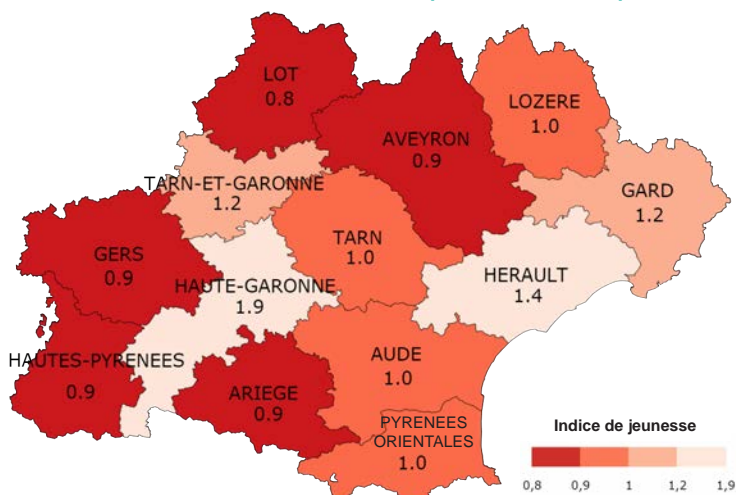 LOT
0.8
LOZERE
1.0
AVEYRON
0.9
TARN-ET-GARONNE
1.2
GARD
1.2
TARN
1.0
GERS
0.9
HAUTE-GARONNE
1.9
HERAULT
1.4
HAUTES-PYRENEES
0.9
ARIEGE
0.9
AUDE
1.0
PYRENEES
ORIENTALES
1.0
Indice de jeunesse
0,8 0,9 1 1,2 1,9